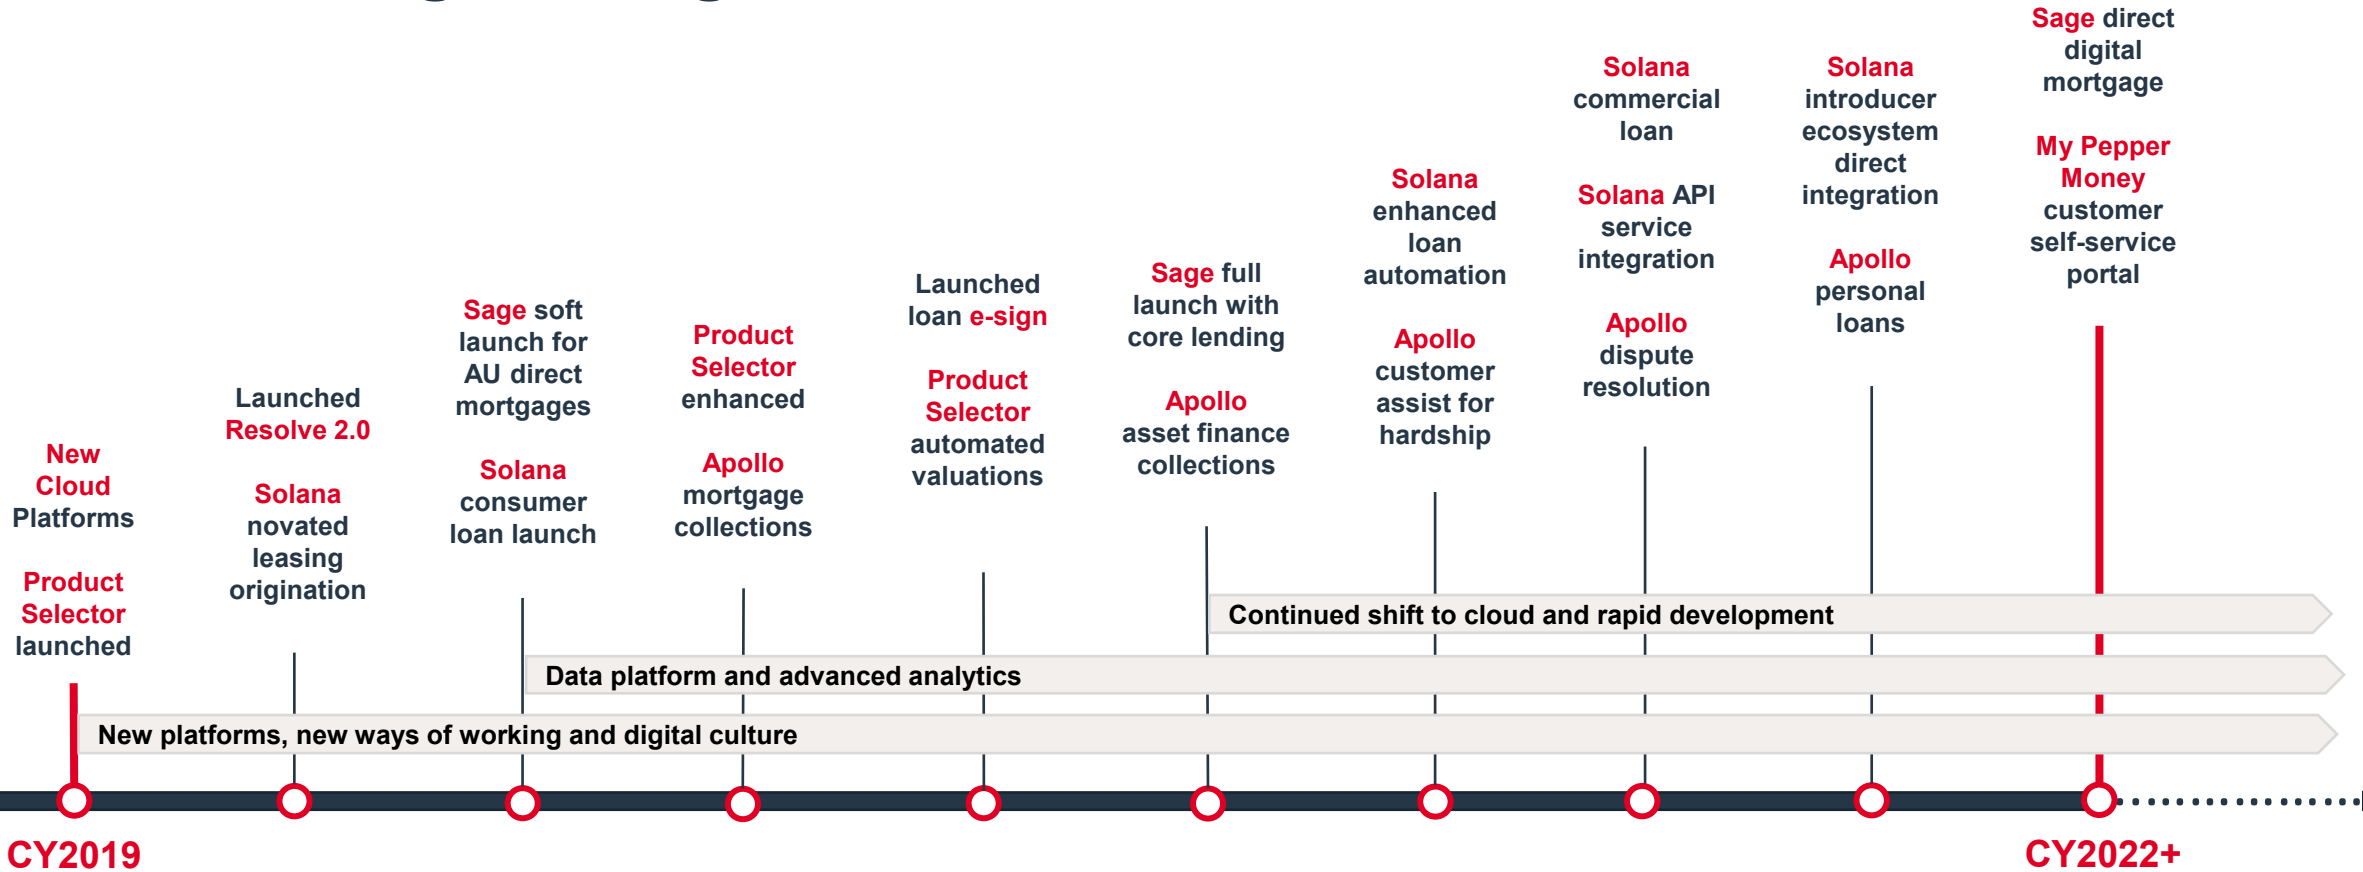 New
Cloud
Platforms
Product
Selector
launched
Launched
Resolve 2.0
Solana
novated
leasing
origination
Sage soft
launch for
AU direct
mortgages
Solana
consumer
loan launch
Product
Selector
enhanced
Apollo
mortgage
collections
Launched
loan e-sign
Product
Selector
automated
valuations
Sage full
launch with
core lending
Apollo
asset finance
collections
Solana
enhanced
loan
automation
Apollo
customer
assist for
hardship
Solana
commercial
loan
Solana API
service
integration
Apollo
dispute
resolution
Solana
introducer
ecosystem
direct
integration
Apollo
personal
loans
Sage direct
digital
mortgage
My Pepper
Money
customer
self-service
portal
Continued shift to cloud and rapid development
Data platform and advanced analytics
New platforms, new ways of working and digital culture
CY2019
CY2022+